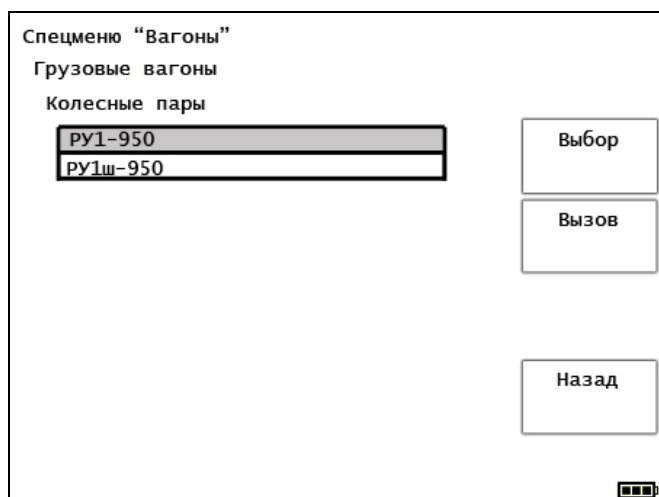 Спецменю “Вагоны”
Грузовые вагоны
Колесные пары
РУ1-950
РУ1ш-950
Выбор
Вызов
Назад